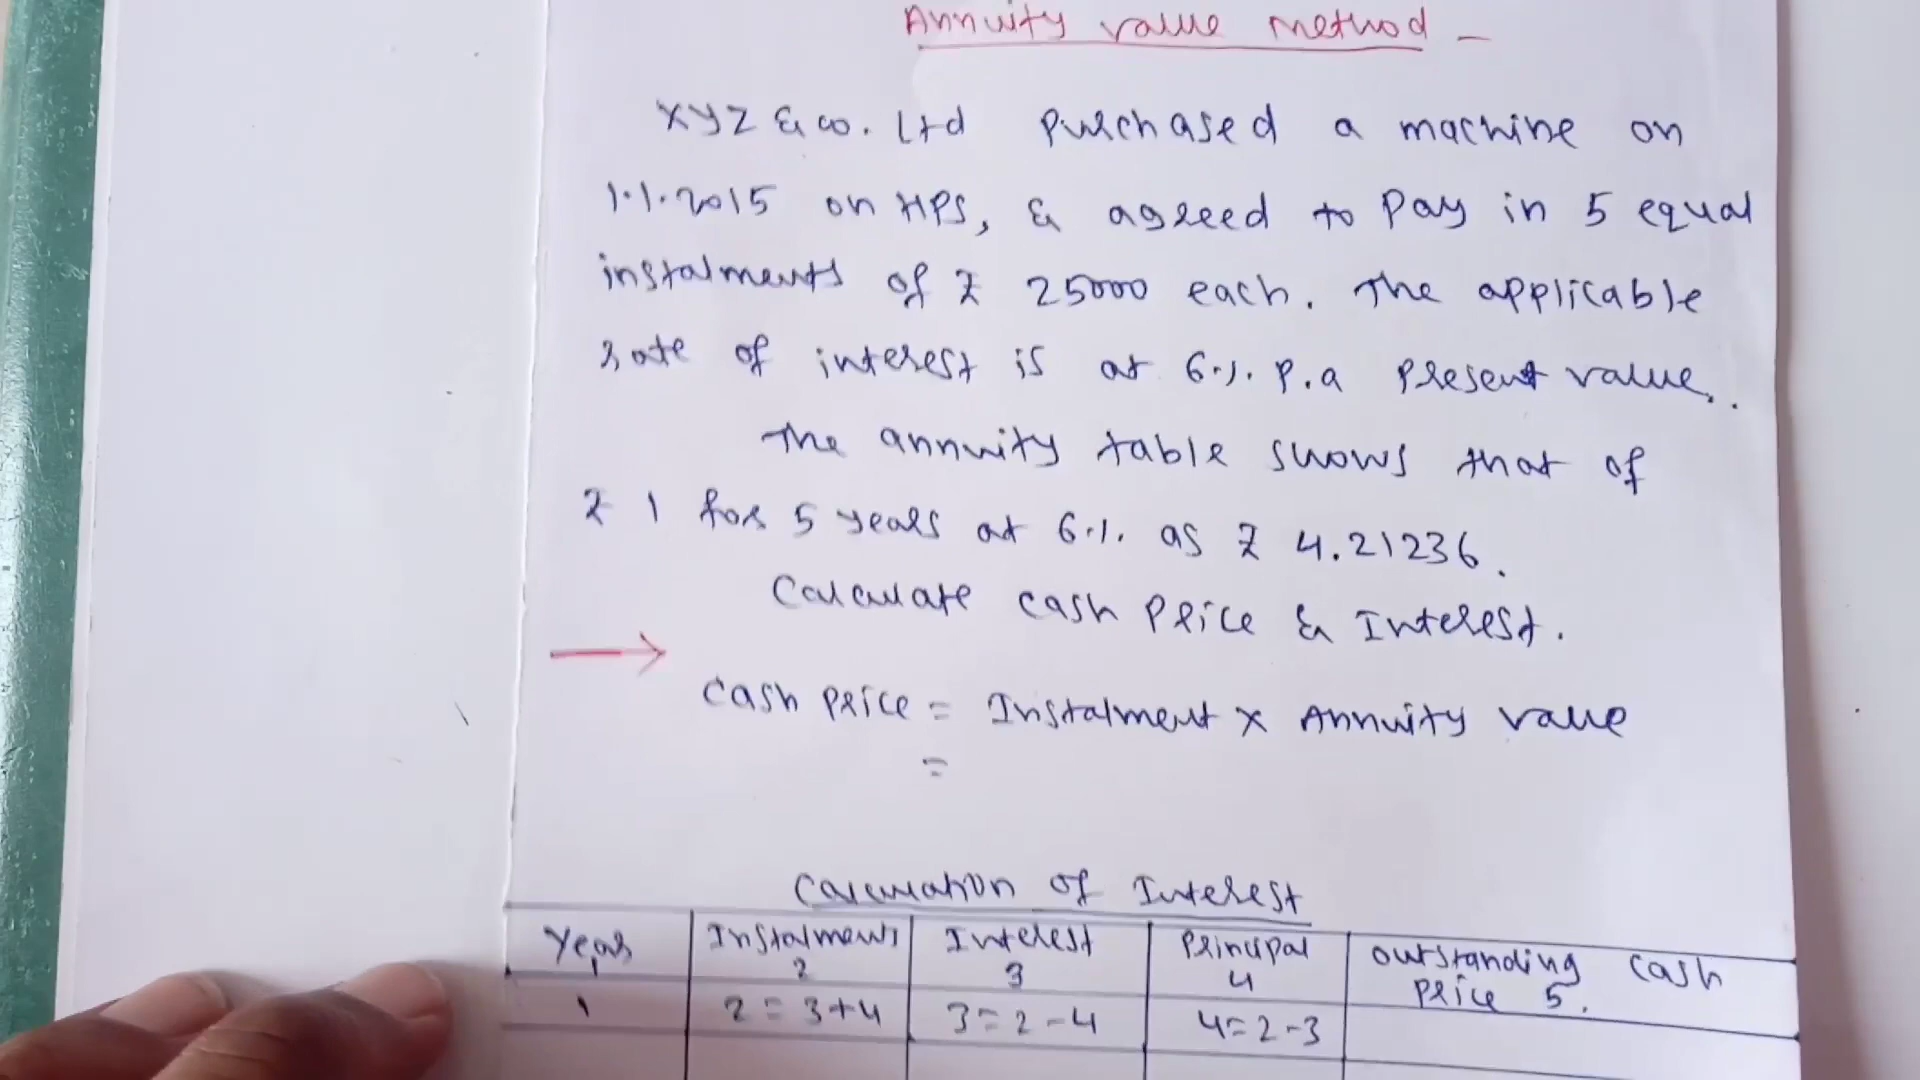 Annuity value method -
XYZ & co. Ltd purchased a machine on
1.1.2015 on HPS, & agreed to pay in 5 equal
instalments of ₹ 25000 each. The applicable
rate of interest is at 6%. P.a present value.
The annuity table shows that of
₹ 1 for 5 years at 6%. as ₹ 4.21236.
Calculate cash price & Interest.
Cash price = Instalment x Annuity value
=
Calculation of Interest
Year Instalment Interest Principal outstanding cash
1 2 3 4 price 5.
1 2 = 3+4 3 = 2-4 4 = 2-3